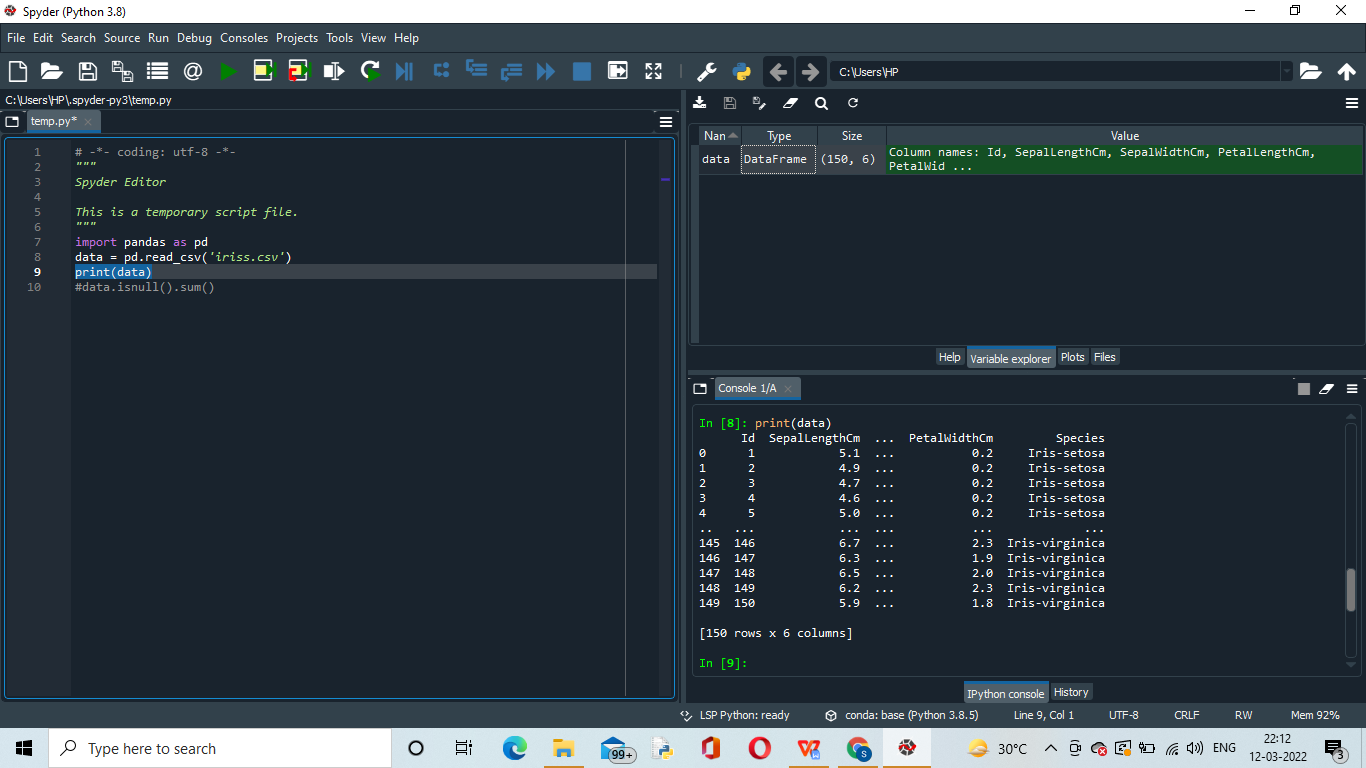 Spyder (Python 3.8)
File Edit Search Source Run Debug Consoles Projects Tools View Help
C:\Users\HP
C:\Users\HP\.spyder-py3\temp.py
temp.py*
1 # -*- coding: utf-8 -*-
2 """
3 Spyder Editor
4
5 This is a temporary script file.
6 """
7 import pandas as pd
8 data = pd.read_csv('iriss.csv')
9 print(data)
10 #data.isnull().sum()
Nan Type Size Value
data DataFrame (150, 6) Column names: Id, SepalLengthCm, SepalWidthCm, PetalLengthCm,
PetalWid ...
Help Variable explorer Plots Files
Console 1/A
In [8]: print(data)
Id SepalLengthCm ... PetalWidthCm Species
0 1 5.1 ... 0.2 Iris-setosa
1 2 4.9 ... 0.2 Iris-setosa
2 3 4.7 ... 0.2 Iris-setosa
3 4 4.6 ... 0.2 Iris-setosa
4 5 5.0 ... 0.2 Iris-setosa
.. ... ... ... ... ...
145 146 6.7 ... 2.3 Iris-virginica
146 147 6.3 ... 1.9 Iris-virginica
147 148 6.5 ... 2.0 Iris-virginica
148 149 6.2 ... 2.3 Iris-virginica
149 150 5.9 ... 1.8 Iris-virginica
[150 rows x 6 columns]
In [9]:
IPython console History
LSP Python: ready conda: base (Python 3.8.5) Line 9, Col 1 UTF-8 CRLF RW Mem 92%
Type here to search
99+
S
30°C
ENG
22:12
12-03-2022
3